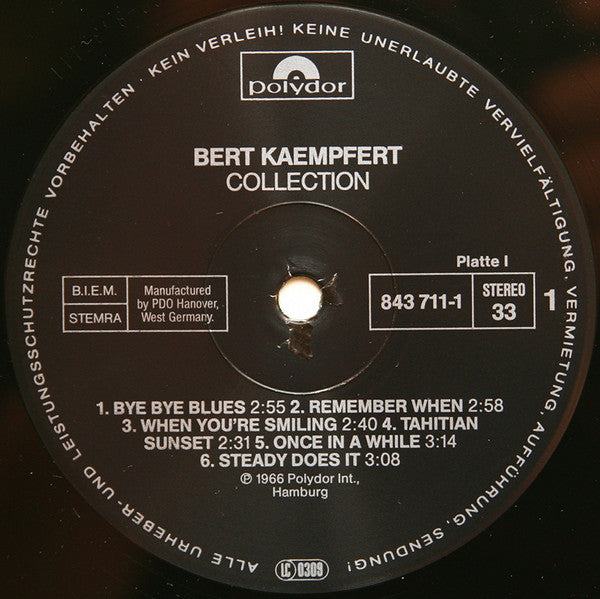 ALLE URHEBER- UND LEISTUNGSSCHUTZRECHTE VORBEHALTEN · KEIN VERLEIH! KEINE UNERLAUBTE VERVIELFÄLTIGUNG, VERMIETUNG, AUFFÜHRUNG, SENDUNG!
polydor
BERT KAEMPFERT
COLLECTION
Platte I
B.I.E.M.
STEMRA
Manufactured
by PDO Hanover,
West Germany.
843 711-1
STEREO
33
1
1. BYE BYE BLUES 2:55 2. REMEMBER WHEN 2:58
3. WHEN YOU'RE SMILING 2:40 4. TAHITIAN
SUNSET 2:31 5. ONCE IN A WHILE 3:14
6. STEADY DOES IT 3:08
℗ 1966 Polydor Int.,
Hamburg
LC 0309